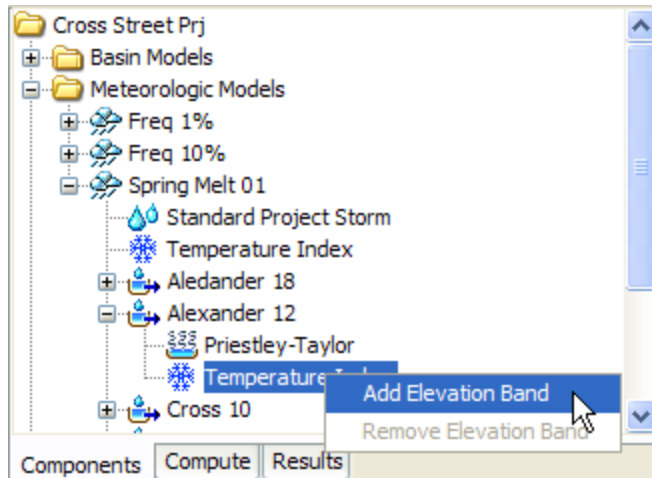 Cross Street Prj
Basin Models
Meteorologic Models
Freq 1%
Freq 10%
Spring Melt 01
Standard Project Storm
Temperature Index
Aledander 18
Alexander 12
Priestley-Taylor
Temperature
Add Elevation Band
Cross 10
Remove Elevation Band
Components Compute Results